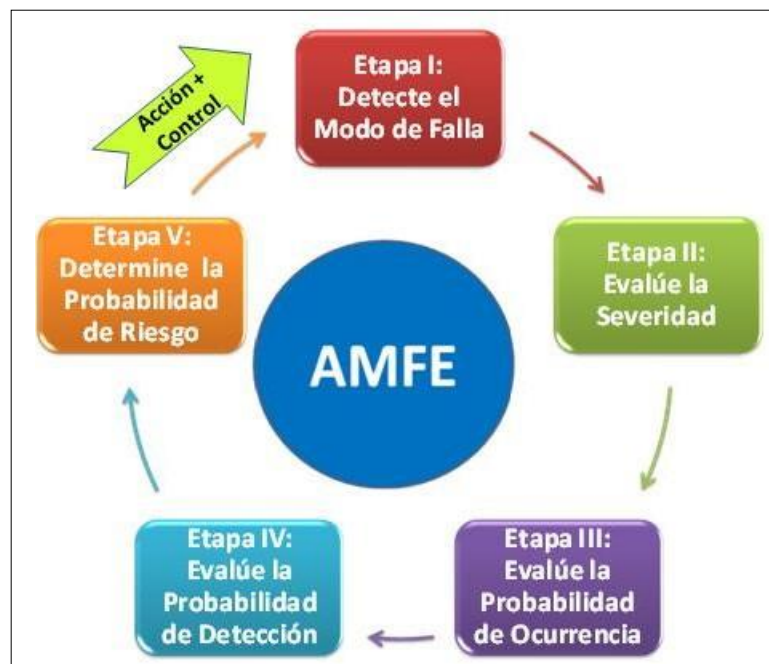 Acción +
Control
Etapa I:
Detecte el
Modo de Falla
Etapa II:
Evalúe la
Severidad
Etapa III:
Evalúe la
Probabilidad
de Ocurrencia
Etapa IV:
Evalúe la
Probabilidad
de Detección
Etapa V:
Determine la
Probabilidad
de Riesgo
AMFE